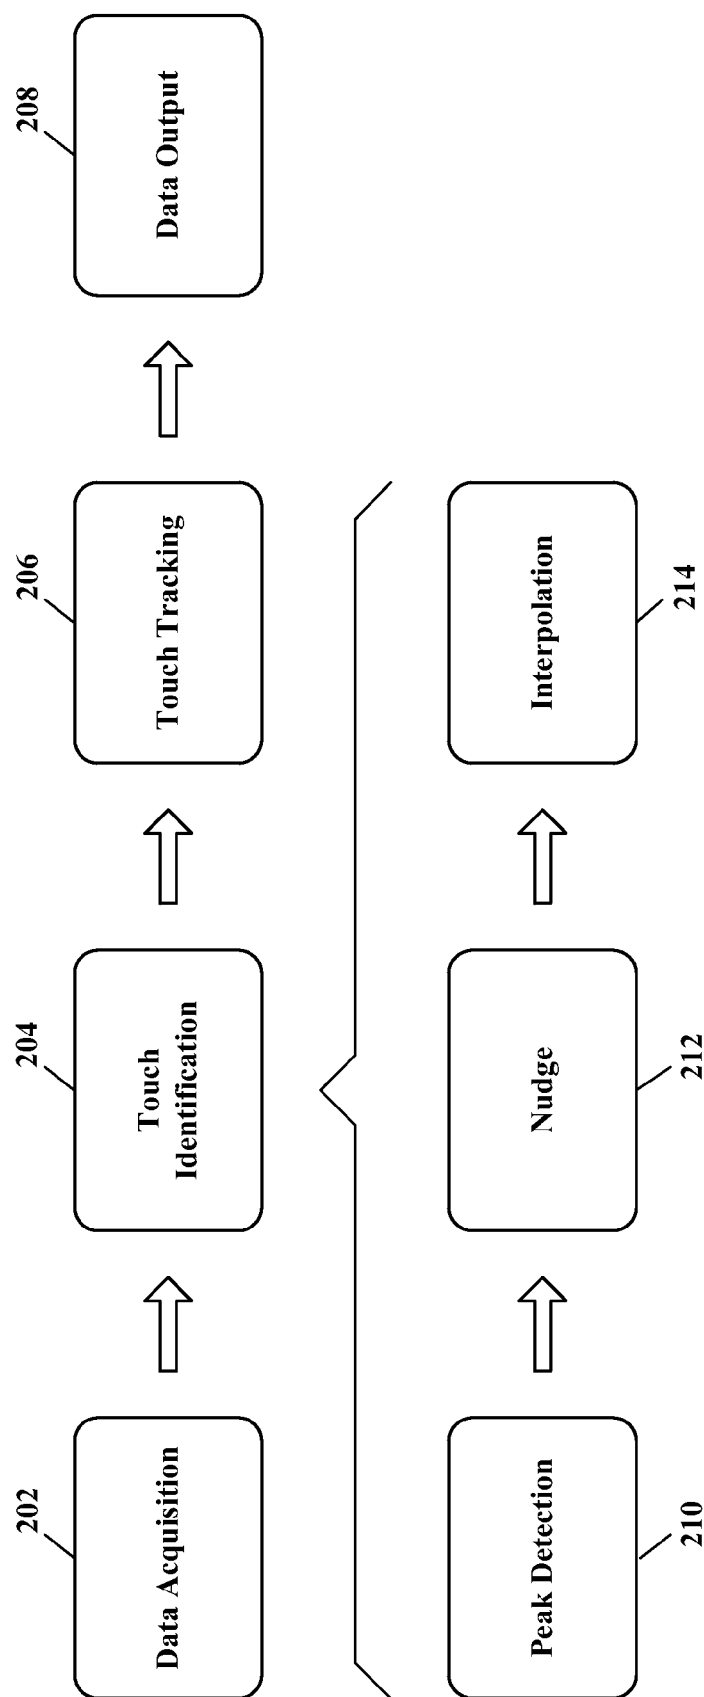 202
Data Acquisition
204
Touch
Identification
206
Touch Tracking
208
Data Output
Peak Detection
210
Nudge
212
Interpolation
214